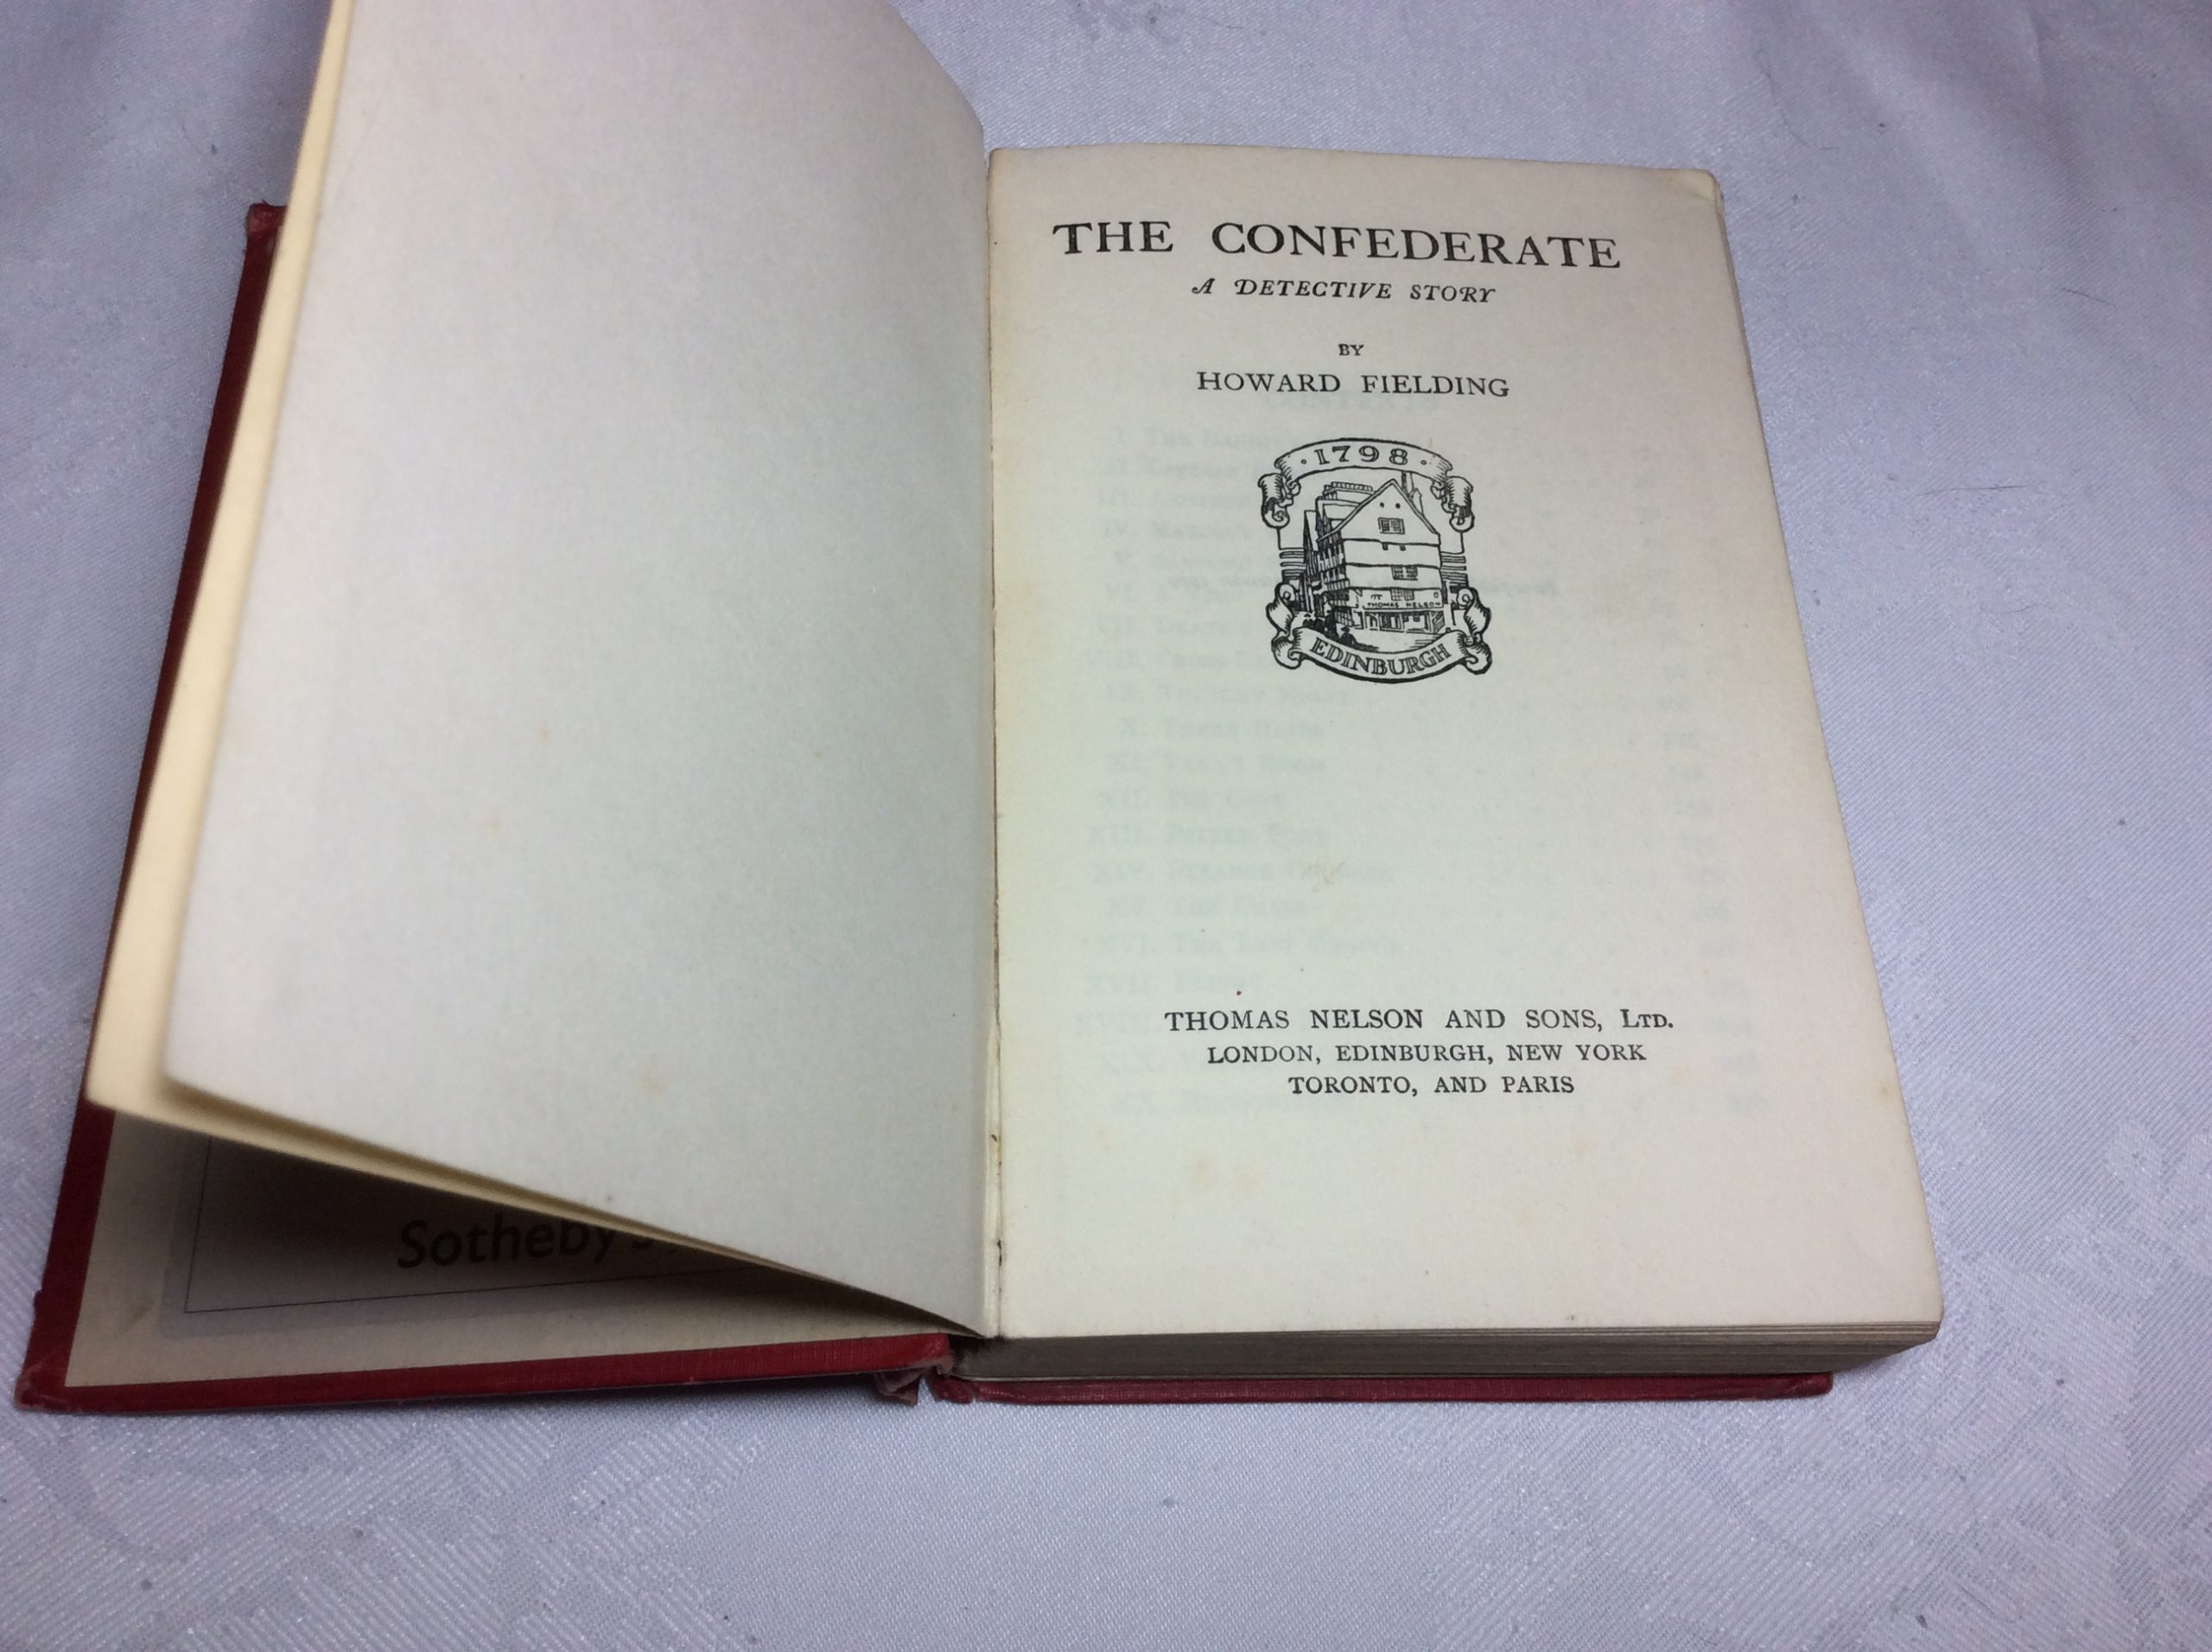 THE CONFEDERATE
A DETECTIVE STORY
BY
HOWARD FIELDING
· 1798 ·
THOMAS NELSON
EDINBURGH
THOMAS NELSON AND SONS, LTD.
LONDON, EDINBURGH, NEW YORK
TORONTO, AND PARIS
Sotheby's